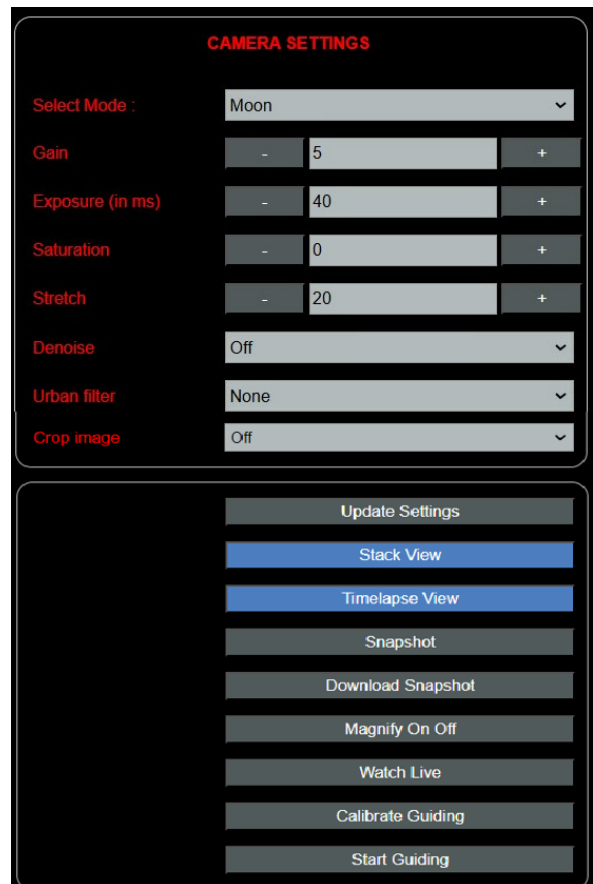 CAMERA SETTINGS
Select Mode : Moon
Gain - 5 +
Exposure (in ms) - 40 +
Saturation - 0 +
Stretch - 20 +
Denoise Off
Urban filter None
Crop image Off
Update Settings
Stack View
Timelapse View
Snapshot
Download Snapshot
Magnify On Off
Watch Live
Calibrate Guiding
Start Guiding